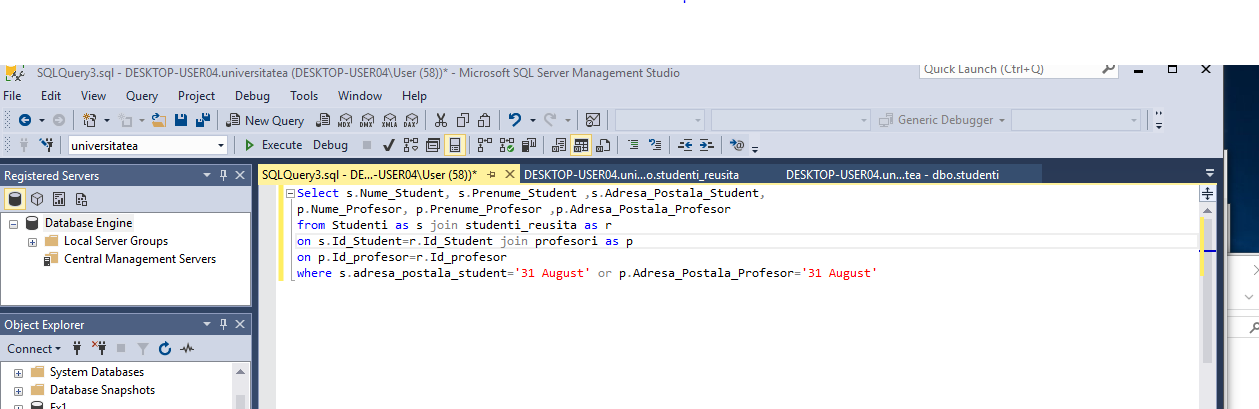 SQLQuery3.sql - DESKTOP-USER04.universitatea (DESKTOP-USER04\User (58))* - Microsoft SQL Server Management Studio
Quick Launch (Ctrl+Q)
File Edit View Query Project Debug Tools Window Help
New Query MDX DMX XMLA DAX Generic Debugger
universitatea Execute Debug
Registered Servers
SQLQuery3.sql - DE...-USER04\User (58))* DESKTOP-USER04.uni...o.studenti_reusita DESKTOP-USER04.un...tea - dbo.studenti
Database Engine
Local Server Groups
Central Management Servers
Select s.Nume_Student, s.Prenume_Student ,s.Adresa_Postala_Student,
p.Nume_Profesor, p.Prenume_Profesor ,p.Adresa_Postala_Profesor
from Studenti as s join studenti_reusita as r
on s.Id_Student=r.Id_Student join profesori as p
on p.Id_profesor=r.Id_profesor
where s.adresa_postala_student='31 August' or p.Adresa_Postala_Profesor='31 August'
Object Explorer
Connect
System Databases
Database Snapshots
Ex1